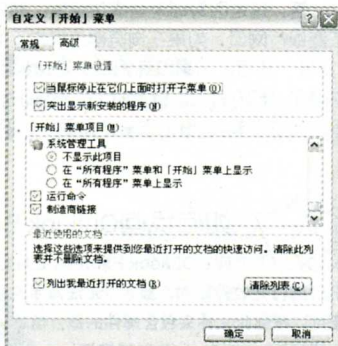 自定义「开始」菜单
常规 高级
「开始」菜单设置
当鼠标停止在它们上面时打开子菜单(O)
突出显示新安装的程序(N)
「开始」菜单项目(M)
系统管理工具
不显示此项目
在“所有程序”菜单和「开始」菜单上显示
在“所有程序”菜单上显示
运行命令
制造商链接
最近使用的文档
选择这些选项来提供到您最近打开的文档的快速访问。清除此列
表并不删除文档。
列出我最近打开的文档(R)
清除列表(C)
确定 取消